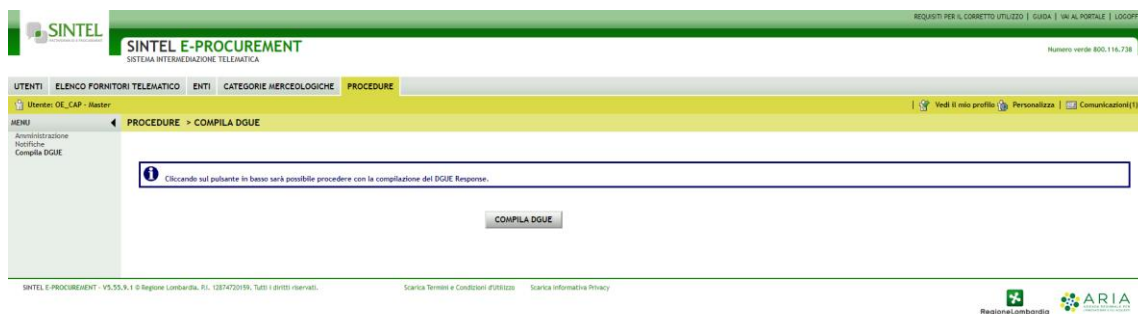 REQUISITI PER IL CORRETTO UTILIZZO | GUIDA | VAI AL PORTALE | LOGOFF
SINTEL
SINTEL E-PROCUREMENT
SISTEMA INTERMEDIAZIONE TELEMATICA
Numero verde 800.116.738
UTENTI ELENCO FORNITORI TELEMATICO ENTI CATEGORIE MERCEOLOGICHE PROCEDURE
Utente: OE_CAP - Master | Vedi il mio profilo Personalizza | Comunicazioni(1)
MENU PROCEDURE > COMPILA DGUE
Amministrazione
Notifiche
Compila DGUE
Cliccando sul pulsante in basso sarà possibile procedere con la compilazione del DGUE Response.
COMPILA DGUE
SINTEL E-PROCUREMENT - V5.55.9.1 © Regione Lombardia. P.I. 12874720159. Tutti i diritti riservati. Scarica Termini e Condizioni d'Utilizzo Scarica Informativa Privacy
RegioneLombardia
ARIA